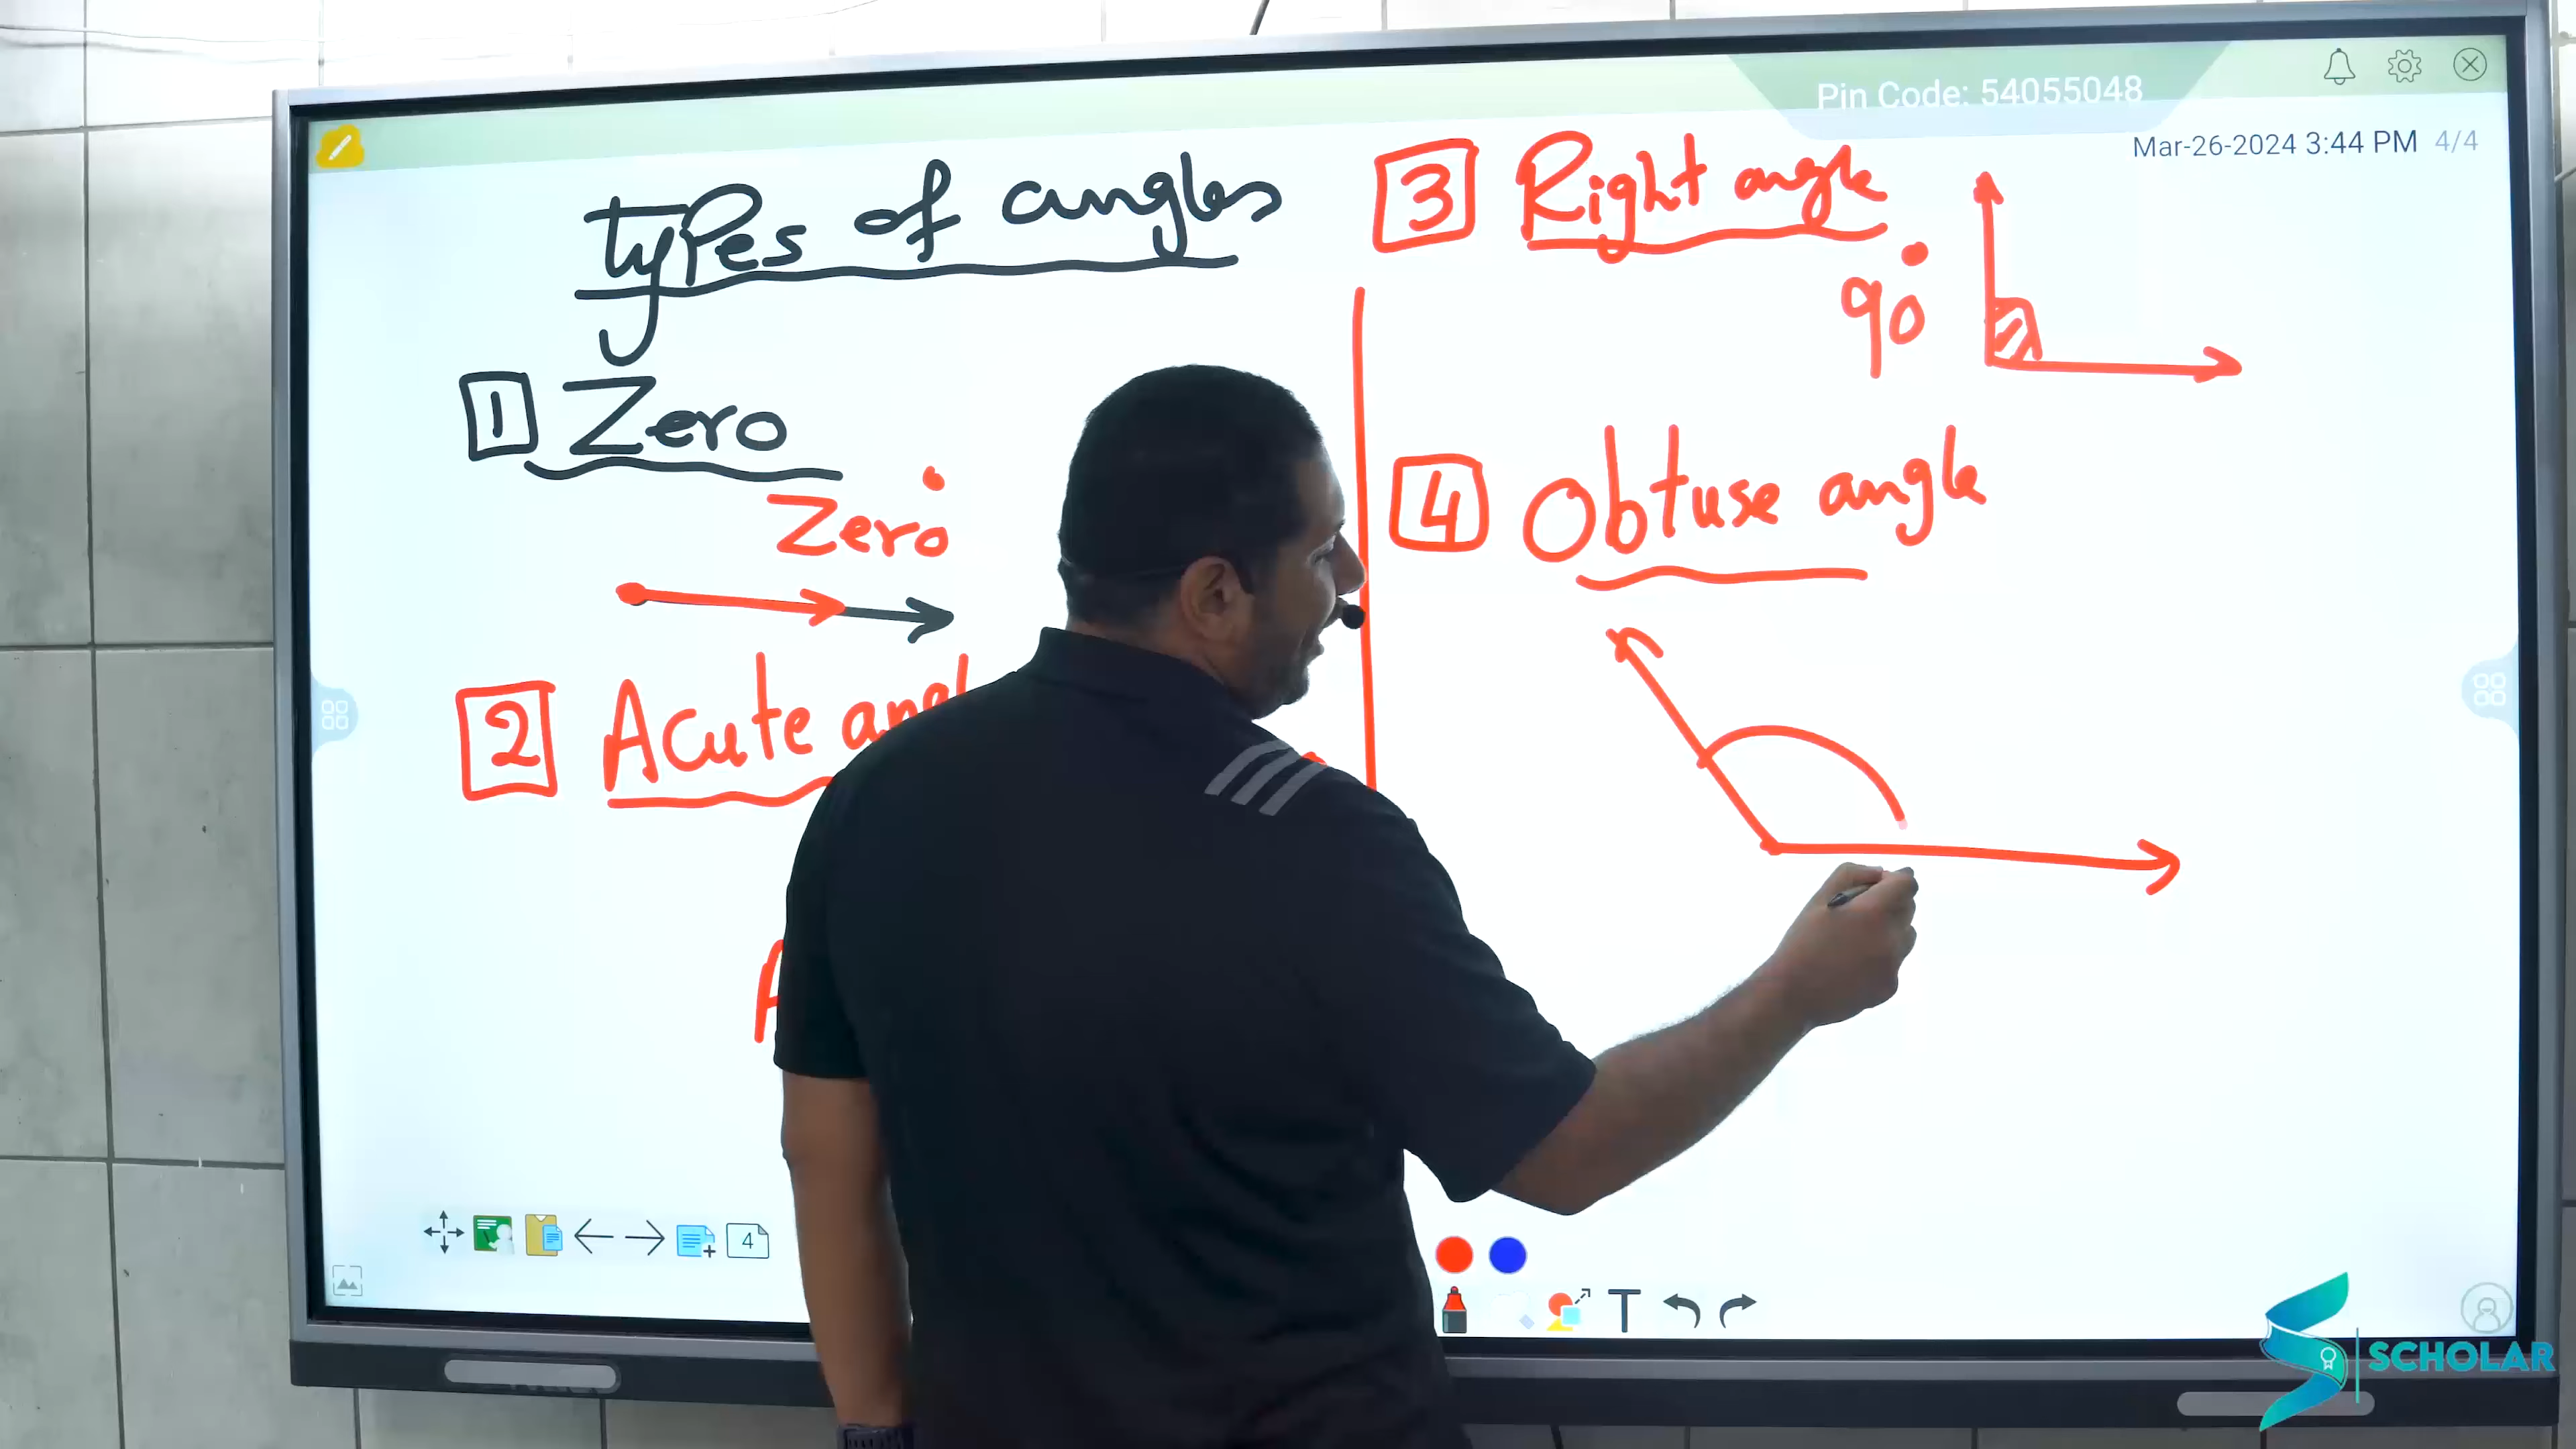 Pin Code: 54055048
Mar-26-2024 3:44 PM 4/4
types of angles
1 Zero
Zero
2 Acute angl
A
3 Right angle
90°
4 Obtuse angle
4
T
SCHOLAR